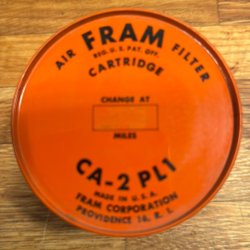 AIR FRAM FILTER
REG. U.S. PAT. OFF.
CARTRIDGE
CHANGE AT
MILES
CA-2 PL1
MADE IN U.S.A.
FRAM CORPORATION
PROVIDENCE 16, R.I.